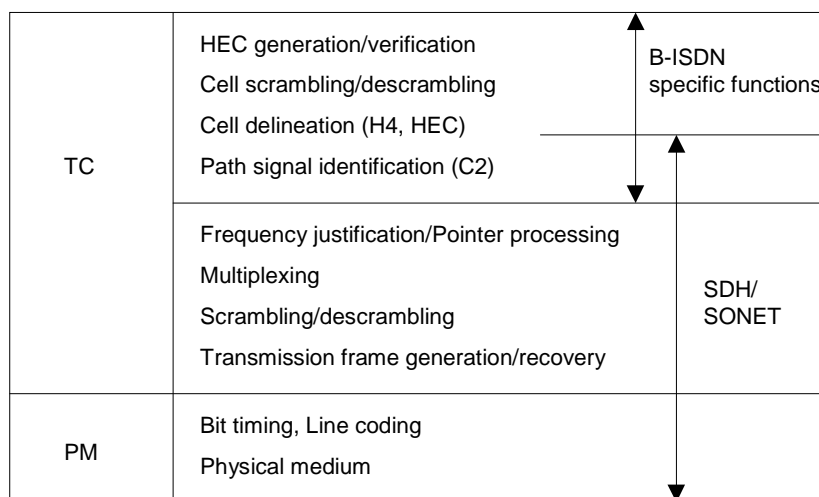 TC
HEC generation/verification
Cell scrambling/descrambling
Cell delineation (H4, HEC)
Path signal identification (C2)
B-ISDN
specific functions
Frequency justification/Pointer processing
Multiplexing
Scrambling/descrambling
Transmission frame generation/recovery
SDH/
SONET
PM
Bit timing, Line coding
Physical medium